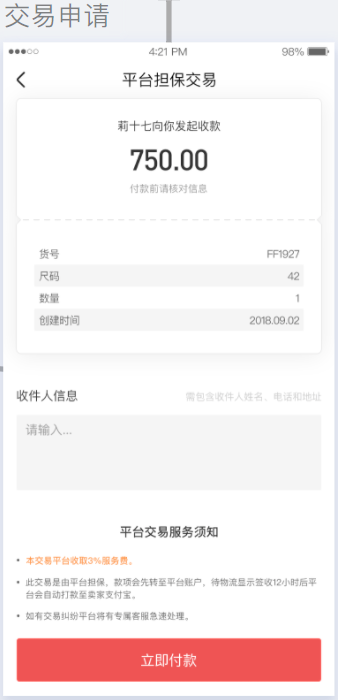 交易申请
4:21 PM
98%
平台担保交易
莉十七向你发起收款
750.00
付款前请核对信息
货号 FF1927
尺码 42
数量 1
创建时间 2018.09.02
收件人信息 需包含收件人姓名、电话和地址
请输入...
平台交易服务须知
• 本交易平台收取3%服务费。
• 此交易是由平台担保，款项会先转至平台账户，待物流显示签收12小时后平
台会自动打款至卖家支付宝。
• 如有交易纠纷平台将有专属客服急速处理。
立即付款